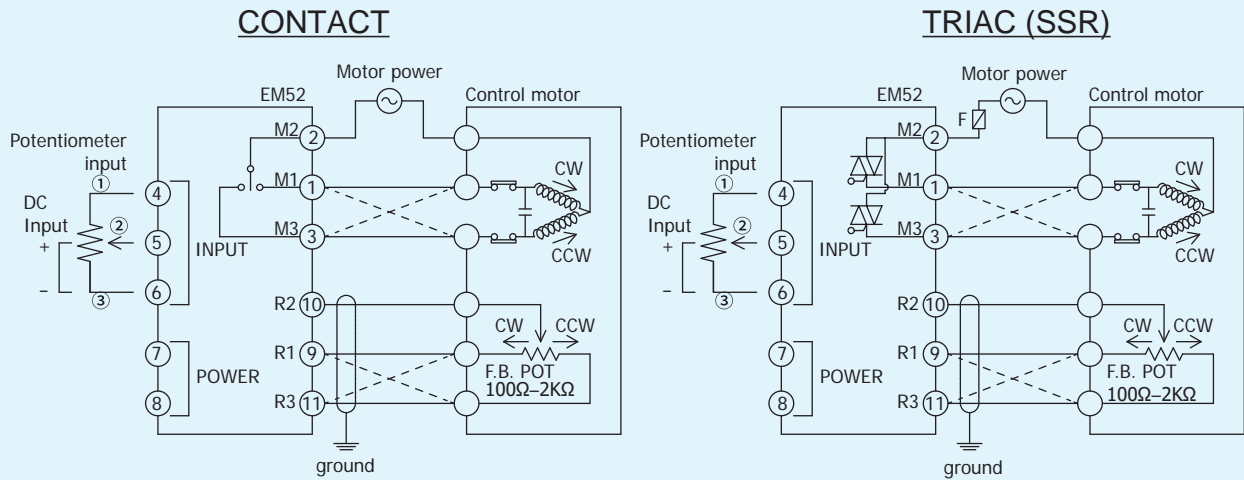 CONTACT
Motor power
EM52
Control motor
M2
2
Potentiometer
input
①
4
M1
1
CW
DC
Input
②
+
5
INPUT
M3
3
CCW
–
③
6
R2
10
CW
CCW
7
R1
9
POWER
F.B. POT
100Ω–2KΩ
8
R3
11
ground
TRIAC (SSR)
Motor power
EM52
Control motor
F
M2
2
Potentiometer
input
①
4
M1
1
CW
DC
Input
②
+
5
INPUT
M3
3
CCW
–
③
6
R2
10
CW
CCW
7
R1
9
POWER
F.B. POT
100Ω–2KΩ
8
R3
11
ground